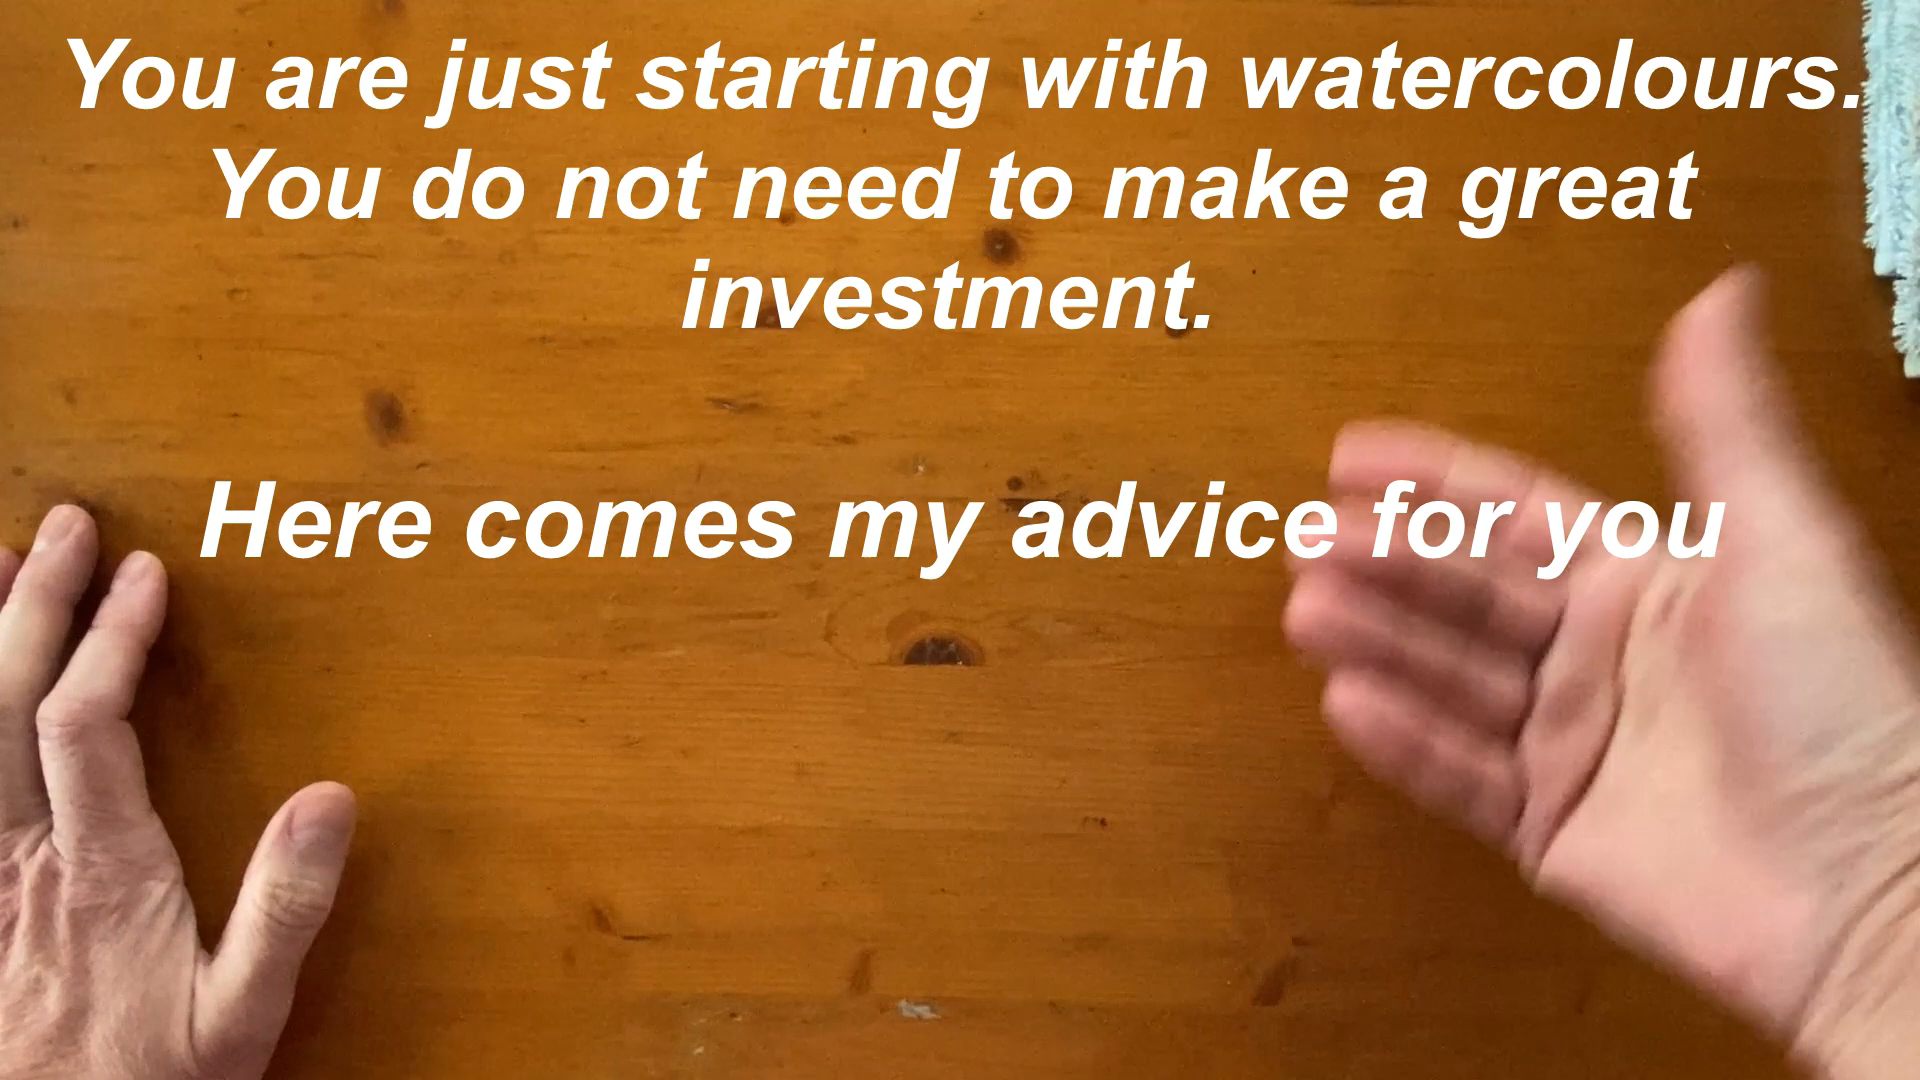 You are just starting with watercolours.
You do not need to make a great
investment.
Here comes my advice for you